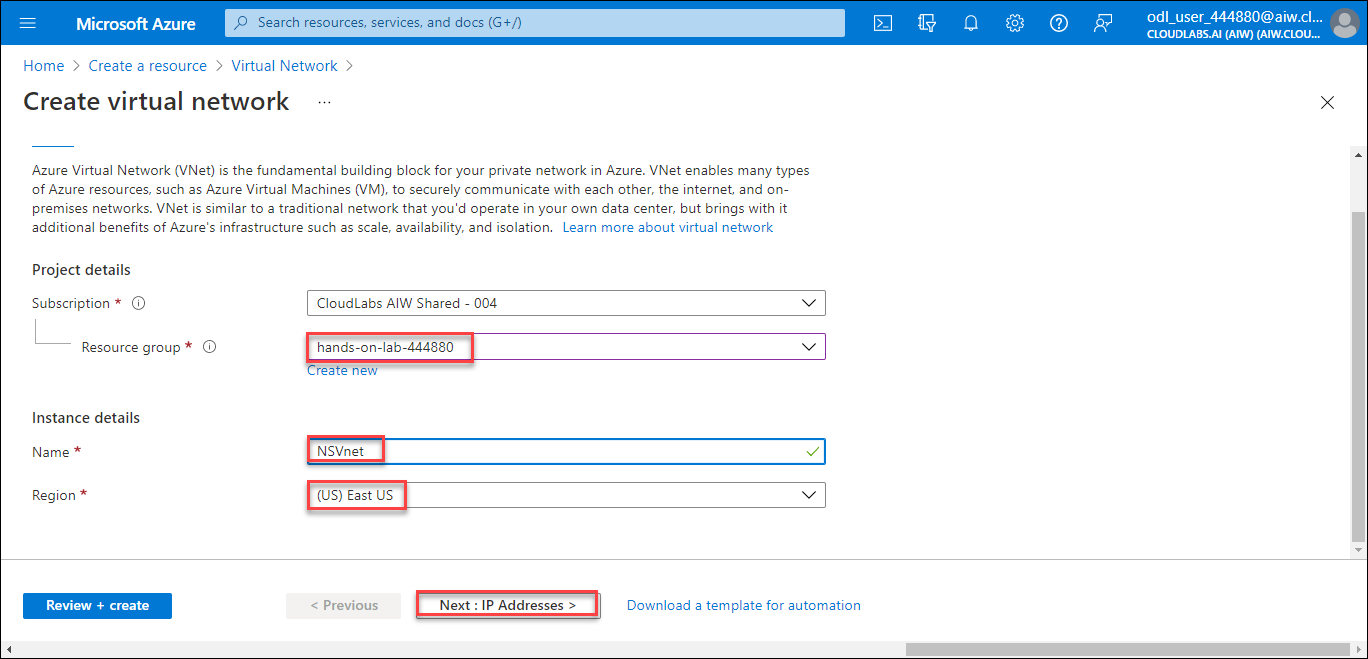 Microsoft Azure
Search resources, services, and docs (G+/)
odl_user_444880@aiw.cl...
CLOUDLABS.AI (AIW) (AIW.CLOU...
Home > Create a resource > Virtual Network >
Create virtual network ...
Azure Virtual Network (VNet) is the fundamental building block for your private network in Azure. VNet enables many types
of Azure resources, such as Azure Virtual Machines (VM), to securely communicate with each other, the internet, and on-
premises networks. VNet is similar to a traditional network that you'd operate in your own data center, but brings with it
additional benefits of Azure's infrastructure such as scale, availability, and isolation. Learn more about virtual network
Project details
Subscription * CloudLabs AIW Shared - 004
Resource group * hands-on-lab-444880
Create new
Instance details
Name * NSVnet
Region * (US) East US
Review + create < Previous Next : IP Addresses > Download a template for automation